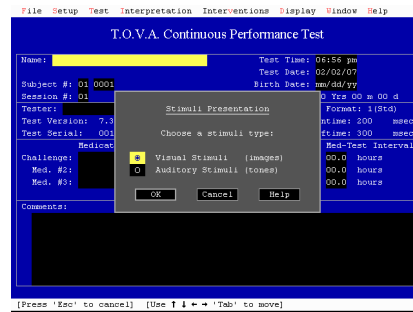 File Setup Test Interpretation Interventions Display Window Help
T.O.V.A. Continuous Performance Test
Name: Test Time: 06:56 pm
Test Date: 02/02/07
Subject #: 01 0001 Birth Date: mm/dd/yy
Session #: 01 0 Yrs 00 m 00 d
Tester: Format: 1(Std)
Test Version: 7.3 ntime: 200 msec
Test Serial: 001 ftime: 300 msec
Medicat Med-Test Interval
Challenge: 00.0 hours
Med. #2: 00.0 hours
Med. #3: 00.0 hours
Comments:
Stimuli Presentation
Choose a stimuli type:
Visual Stimuli (images)
O Auditory Stimuli (tones)
OK Cancel Help
[Press 'Esc' to cancel] [Use ↑ ↓ ← → 'Tab' to move]